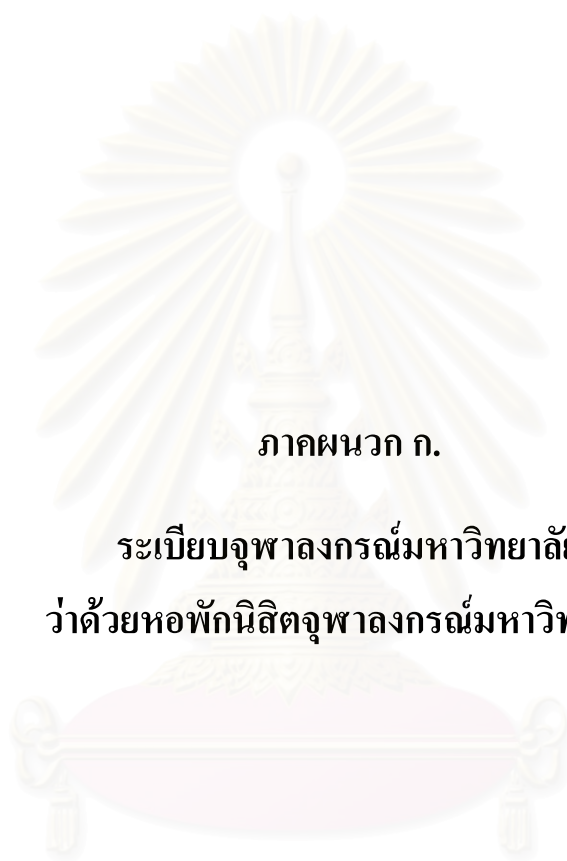 ภาคผนวก ก.
ระเบียบจุฬาลงกรณ์มหาวิทยาลัย
ว่าด้วยหอพักนิสิตจุฬาลงกรณ์มหาวิท